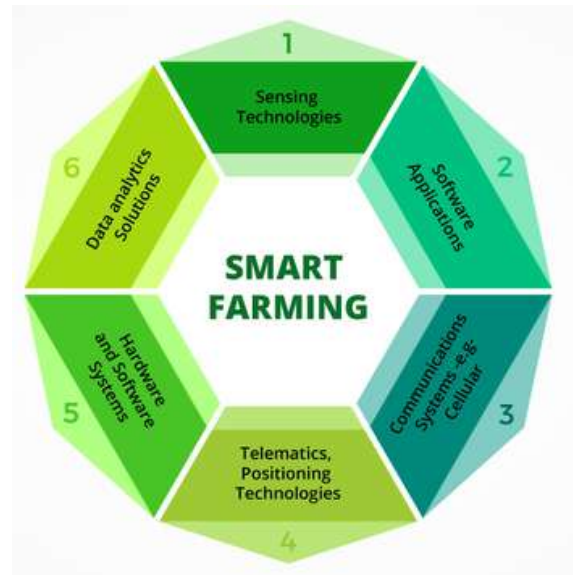 1
Sensing
Technologies
2
Software
Applications
3
Communications
Systems -e.g-
Cellular
4
Telematics,
Positioning
Technologies
5
Hardware
and Software
Systems
6
Data analytics
Solutions
SMART
FARMING